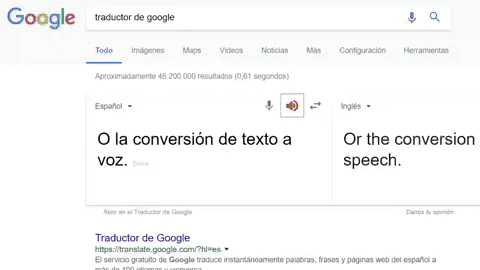 Google
traductor de google
Todo Imágenes Maps Vídeos Noticias Más Configuración Herramientas
Aproximadamente 46.200.000 resultados (0,61 segundos)
Español Inglés
O la conversión de texto a Or the conversion
voz. speech.
Abrir en el Traductor de Google Danos tu opinión
Traductor de Google
https://translate.google.com/?hl=es
El servicio gratuito de Google traduce instantáneamente palabras, frases y páginas web del español a
más de 100 idiomas y viceversa